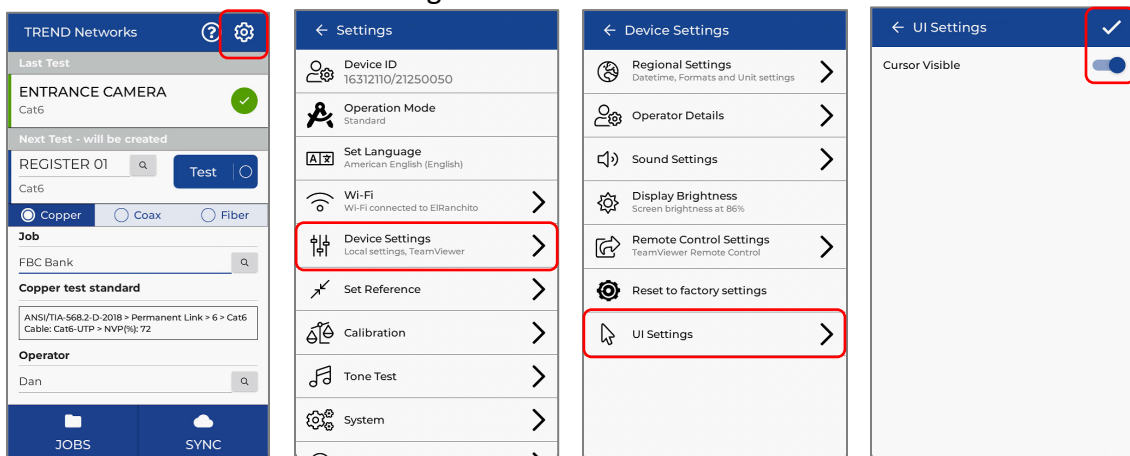 TREND Networks
Last Test
ENTRANCE CAMERA
Cat6
Next Test - will be created
REGISTER 01
Test
Cat6
Copper
Coax
Fiber
Job
FBC Bank
Copper test standard
ANSI/TIA-568.2-D-2018 > Permanent Link > 6 > Cat6
Cable: Cat6-UTP > NVP(%): 72
Operator
Dan
JOBS
SYNC
Settings
Device ID
16312110/21250050
Operation Mode
Standard
Set Language
American English (English)
Wi-Fi
Wi-Fi connected to ElRanchito
Device Settings
Local settings, TeamViewer
Set Reference
Calibration
Tone Test
System
Device Settings
Regional Settings
Datetime, Formats and Unit settings
Operator Details
Sound Settings
Display Brightness
Screen brightness at 86%
Remote Control Settings
TeamViewer Remote Control
Reset to factory settings
UI Settings
UI Settings
Cursor Visible